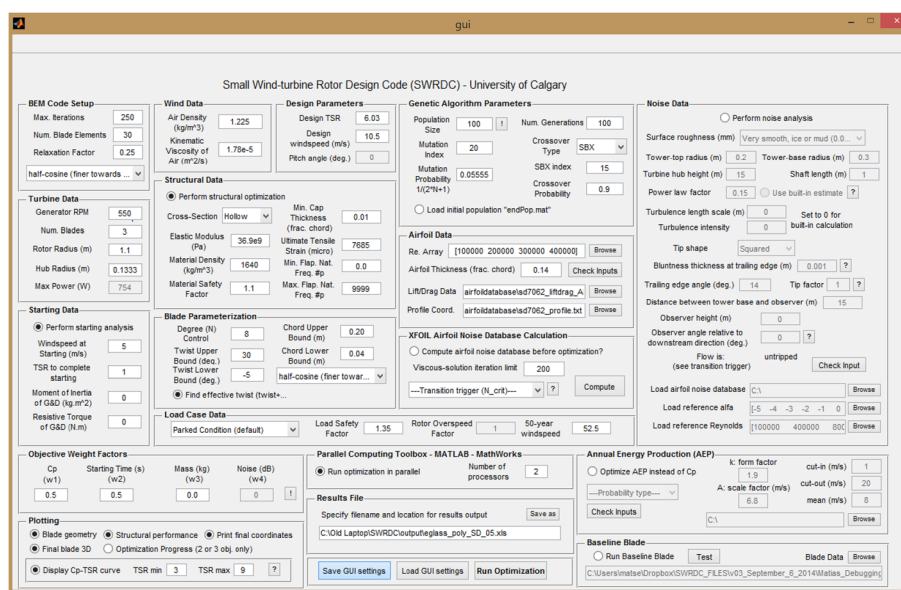 gui
Small Wind-turbine Rotor Design Code (SWRDC) - University of Calgary
BEM Code Setup
Max. Iterations 250
Num. Blade Elements 30
Relaxation Factor 0.25
half-cosine (finer towards ...
Turbine Data
Generator RPM 550
Num. Blades 3
Rotor Radius (m) 1.1
Hub Radius (m) 0.1333
Max Power (W) 754
Starting Data
Perform starting analysis
Windspeed at
Starting (m/s) 5
TSR to complete
starting 1
Moment of Inertia
of G&D (kg.m^2) 0
Resistive Torque
of G&D (N.m) 0
Wind Data
Air Density
(kg/m^3) 1.225
Kinematic
Viscosity of
Air (m^2/s) 1.78e-5
Design Parameters
Design TSR 6.03
Design
windspeed (m/s) 10.5
Pitch angle (deg.) 0
Structural Data
Perform structural optimization
Cross-Section Hollow
Min. Cap
Thickness
(frac. chord) 0.01
Elastic Modulus
(Pa) 36.9e9
Ultimate Tensile
Strain (micro) 7685
Material Density
(kg/m^3) 1640
Min. Flap. Nat.
Freq. #p 0.0
Material Safety
Factor 1.1
Max. Flap. Nat.
Freq. #p 9999
Blade Parameterization
Degree (N)
Control 8
Chord Upper
Bound (m) 0.20
Twist Upper
Bound (deg.) 30
Chord Lower
Bound (m) 0.04
Twist Lower
Bound (deg.) -5
half-cosine (finer towar...
Find effective twist (twist+...
Load Case Data
Parked Condition (default)
Load Safety
Factor 1.35
Rotor Overspeed
Factor 1
50-year
windspeed 52.5
Genetic Algorithm Parameters
Population
Size 100 !
Num. Generations 100
Mutation
Index 20
Crossover
Type SBX
Mutation
Probability
1/(2*N+1) 0.05555
SBX index 15
Crossover
Probability 0.9
Load initial population "endPop.mat"
Airfoil Data
Re. Array [100000 200000 300000 400000] Browse
Airfoil Thickness (frac. chord) 0.14 Check Inputs
Lift/Drag Data airfoildatabase\sd7062_liftdrag_A Browse
Profile Coord. airfoildatabase\sd7062_profile.txt Browse
XFOIL Airfoil Noise Database Calculation
Compute airfoil noise database before optimization?
Viscous-solution iteration limit 200
---Transition trigger (N_crit)--- ? Compute
Noise Data
Perform noise analysis
Surface roughness (mm) Very smooth, ice or mud (0.0...
Tower-top radius (m) 0.2 Tower-base radius (m) 0.3
Turbine hub height (m) 15 Shaft length (m) 1
Power law factor 0.15 Use built-in estimate ?
Turbulence length scale (m) 0
Turbulence intensity 0
Set to 0 for
built-in calculation
Tip shape Squared
Bluntness thickness at trailing edge (m) 0.001 ?
Trailing edge angle (deg.) 14 Tip factor 1 ?
Distance between tower base and observer (m) 15
Observer height (m) 0
Observer angle relative to
downstream direction (deg.) 0 ?
Flow is: untripped
(see transition trigger) Check Input
Load airfoil noise database C:\ Browse
Load reference alfa [-5 -4 -3 -2 -1 0 Browse
Load reference Reynolds [100000 400000 800 Browse
Objective Weight Factors
Cp
(w1) 0.5
Starting Time (s)
(w2) 0.5
Mass (kg)
(w3) 0.0
Noise (dB)
(w4) 0 !
Plotting
Blade geometry Structural performance Print final coordinates
Final blade 3D Optimization Progress (2 or 3 obj. only)
Display Cp-TSR curve TSR min 3 TSR max 9 ?
Parallel Computing Toolbox - MATLAB - MathWorks
Run optimization in parallel
Number of
processors 2
Results File
Specify filename and location for results output Save as
C:\Old Laptop\SWRDC\output\eglass_poly_SD_05.xls
Save GUI settings Load GUI settings Run Optimization
Annual Energy Production (AEP)
Optimize AEP instead of Cp
---Probability type---
Check Inputs
k: form factor
1.9
A: scale factor (m/s)
6.8
cut-in (m/s) 1
cut-out (m/s) 20
mean (m/s) 8
C:\ Browse
Baseline Blade
Run Baseline Blade Test Blade Data Browse
C:\Users\matse\Dropbox\SWRDC_FILES\v03_September_6_2014\Matias_Debugging